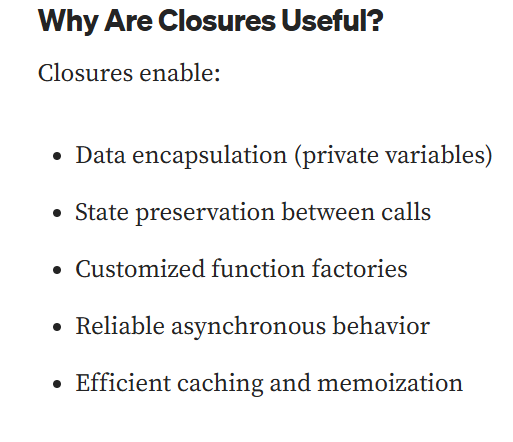 Why Are Closures Useful?
Closures enable:
• Data encapsulation (private variables)
• State preservation between calls
• Customized function factories
• Reliable asynchronous behavior
• Efficient caching and memoization